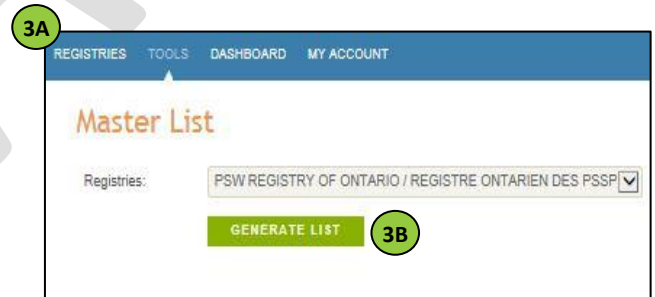 3A
REGISTRIES TOOLS DASHBOARD MY ACCOUNT
Master List
Registries: PSW REGISTRY OF ONTARIO / REGISTRE ONTARIEN DES PSSP
GENERATE LIST 3B